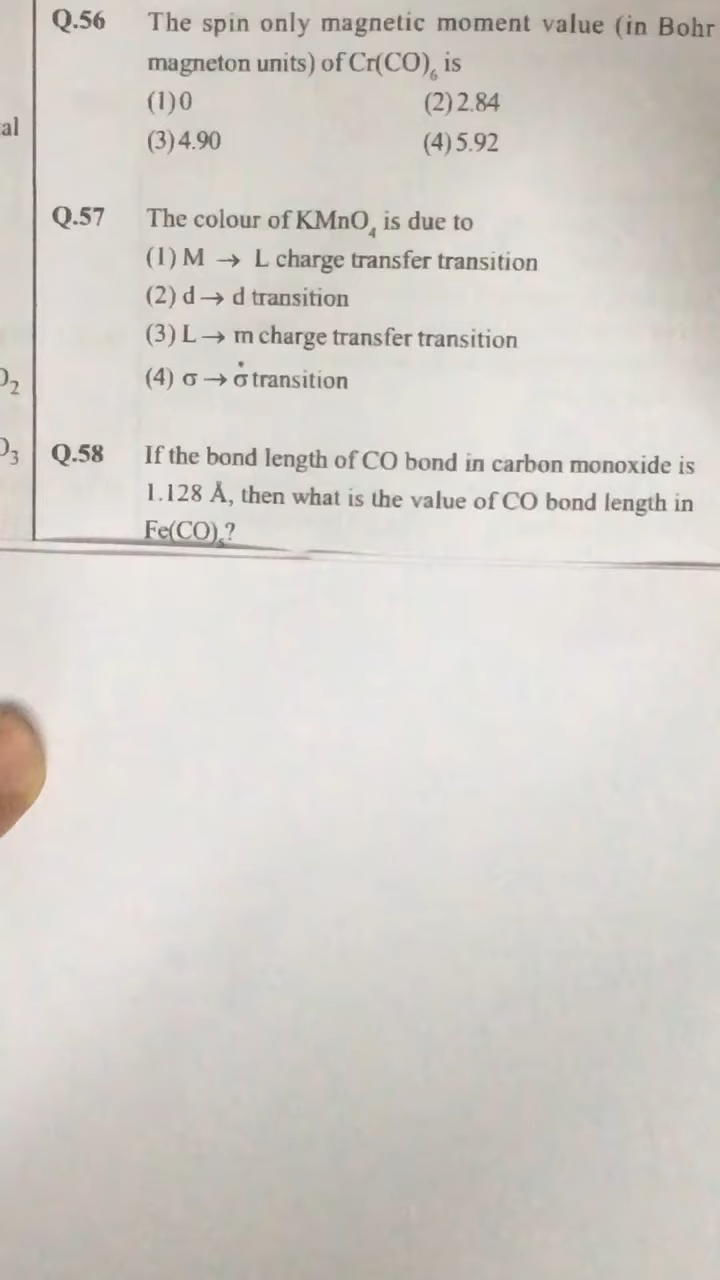 Q.56 The spin only magnetic moment value (in Bohr
magneton units) of Cr(CO)₆ is
(1) 0 (2) 2.84
(3) 4.90 (4) 5.92
al
Q.57 The colour of KMnO₄ is due to
(1) M → L charge transfer transition
(2) d → d transition
(3) L → m charge transfer transition
(4) σ → σ* transition
O₂
O₃
Q.58 If the bond length of CO bond in carbon monoxide is
1.128 Å, then what is the value of CO bond length in
Fe(CO)₅?